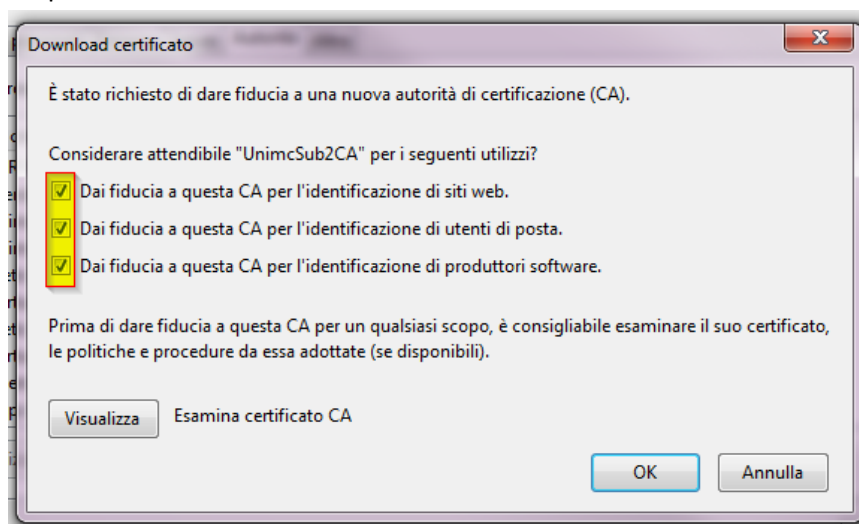 Download certificato
È stato richiesto di dare fiducia a una nuova autorità di certificazione (CA).
Considerare attendibile "UnimcSub2CA" per i seguenti utilizzi?
Dai fiducia a questa CA per l'identificazione di siti web.
Dai fiducia a questa CA per l'identificazione di utenti di posta.
Dai fiducia a questa CA per l'identificazione di produttori software.
Prima di dare fiducia a questa CA per un qualsiasi scopo, è consigliabile esaminare il suo certificato,
le politiche e procedure da essa adottate (se disponibili).
Visualizza Esamina certificato CA
OK Annulla